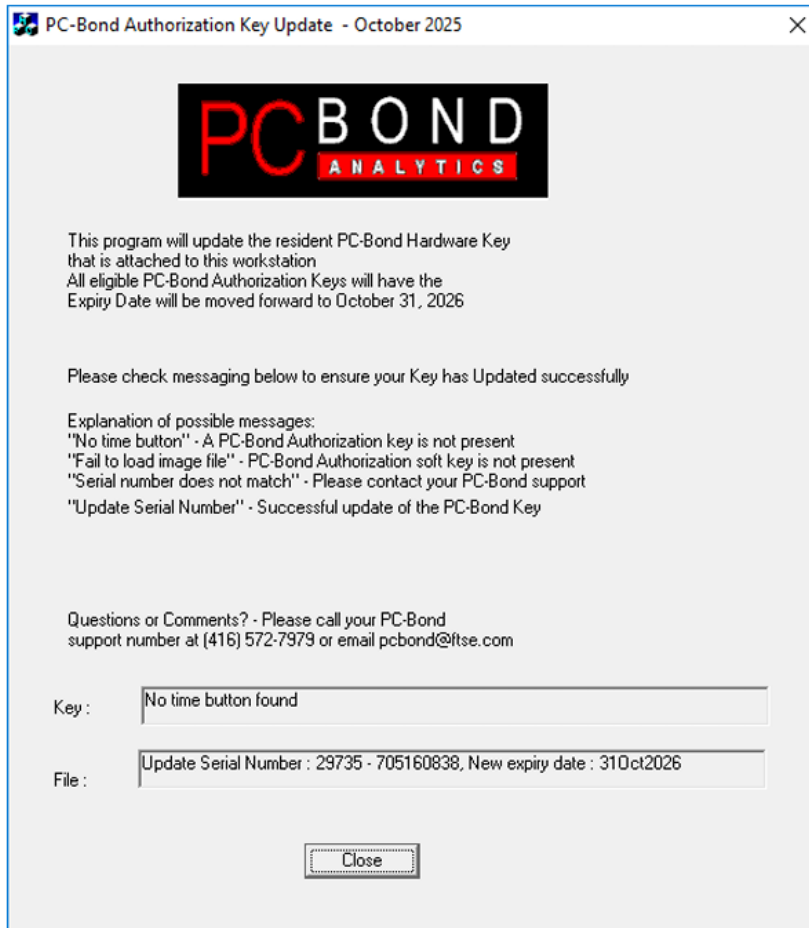 PC-Bond Authorization Key Update - October 2025
PC BOND
ANALYTICS
This program will update the resident PC-Bond Hardware Key
that is attached to this workstation
All eligible PC-Bond Authorization Keys will have the
Expiry Date will be moved forward to October 31, 2026
Please check messaging below to ensure your Key has Updated successfully
Explanation of possible messages:
"No time button" - A PC-Bond Authorization key is not present
"Fail to load image file" - PC-Bond Authorization soft key is not present
"Serial number does not match" - Please contact your PC-Bond support
"Update Serial Number" - Successful update of the PC-Bond Key
Questions or Comments? - Please call your PC-Bond
support number at (416) 572-7979 or email pcbond@ftse.com
Key : No time button found
File : Update Serial Number : 29735 - 705160838, New expiry date : 31Oct2026
Close